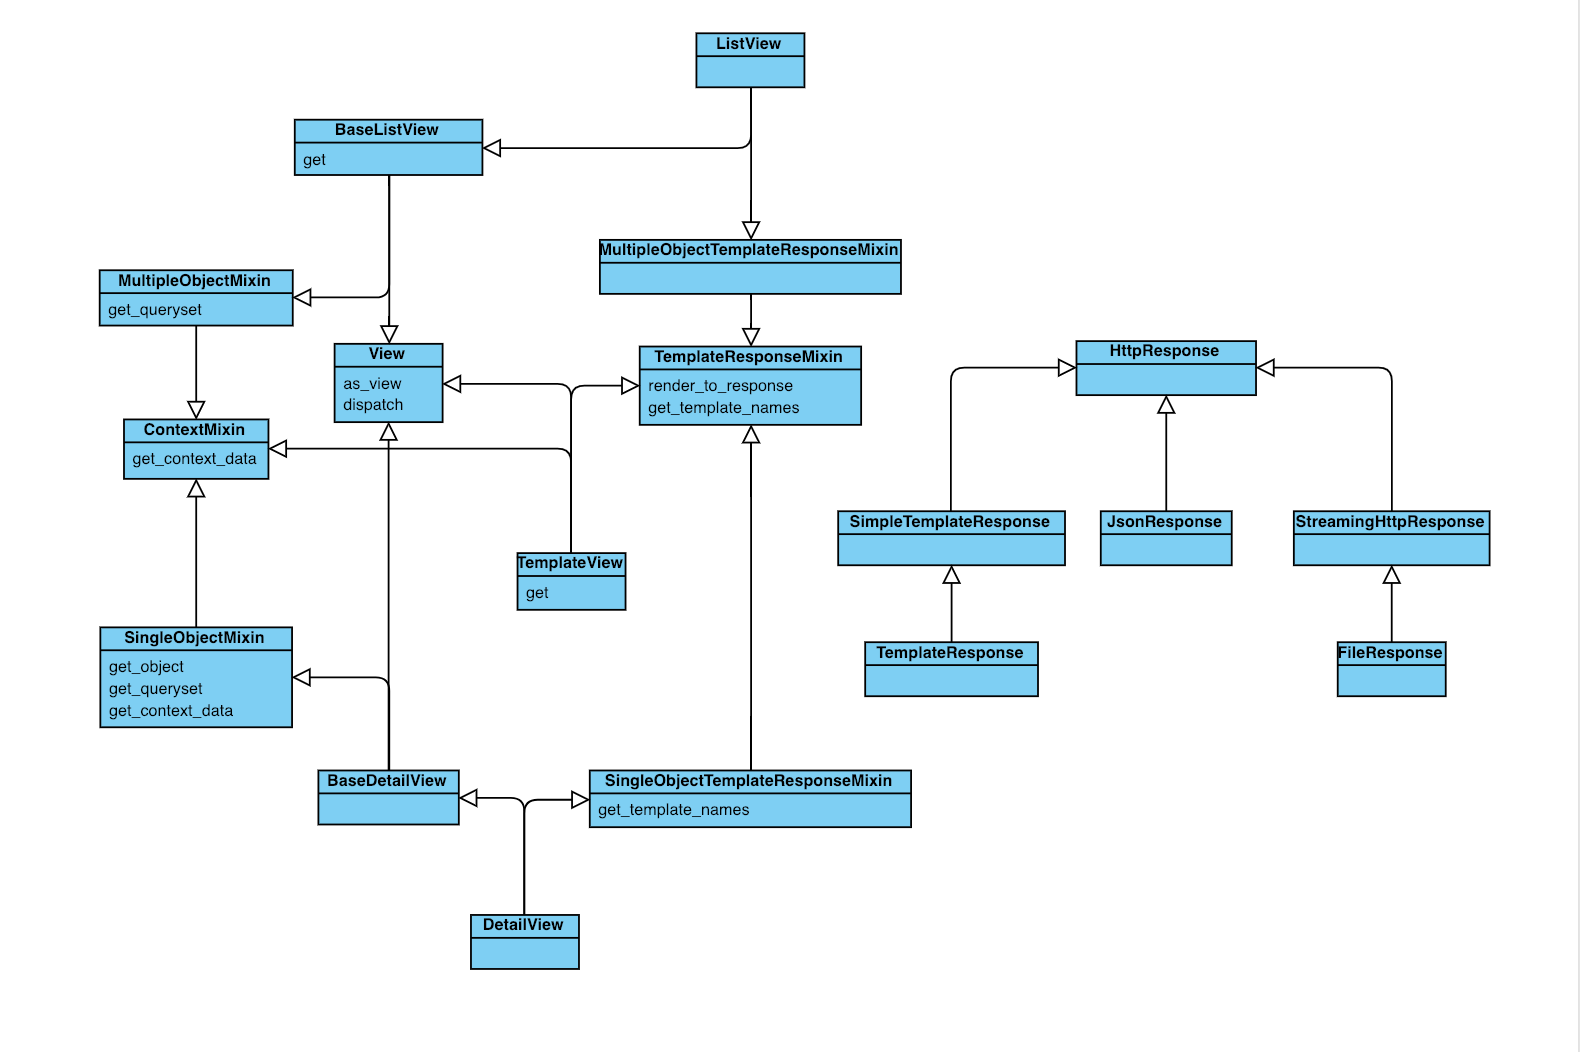 ListView
BaseListView
get
MultipleObjectTemplateResponseMixin
MultipleObjectMixin
get_queryset
View
as_view
dispatch
TemplateResponseMixin
render_to_response
get_template_names
HttpResponse
ContextMixin
get_context_data
SimpleTemplateResponse
JsonResponse
StreamingHttpResponse
TemplateView
get
SingleObjectMixin
get_object
get_queryset
get_context_data
TemplateResponse
FileResponse
BaseDetailView
SingleObjectTemplateResponseMixin
get_template_names
DetailView